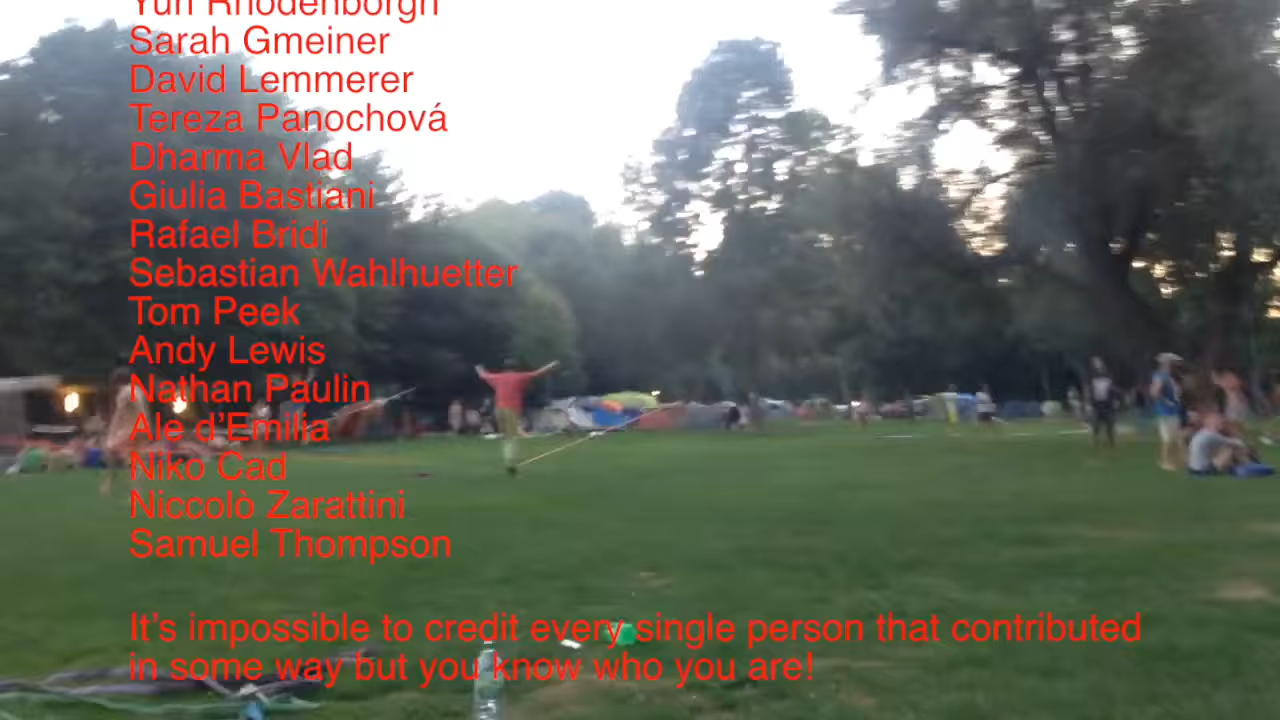 Yuri Rhodenborgh
Sarah Gmeiner
David Lemmerer
Tereza Panochová
Dharma Vlad
Giulia Bastiani
Rafael Bridi
Sebastian Wahlhuetter
Tom Peek
Andy Lewis
Nathan Paulin
Ale d'Emilia
Niko Cad
Niccolò Zarattini
Samuel Thompson
It's impossible to credit every single person that contributed
in some way but you know who you are!